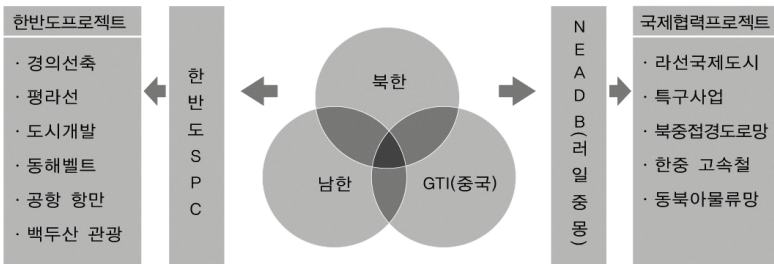 한반도프로젝트
· 경의선축
· 평라선
· 도시개발
· 동해벨트
· 공항 항만
· 백두산 관광
한반도SPC
북한
남한
GTI(중국)
NEADB(러일중몽)
국제협력프로젝트
· 라선국제도시
· 특구사업
· 북중접경도로망
· 한중 고속철
· 동북아물류망